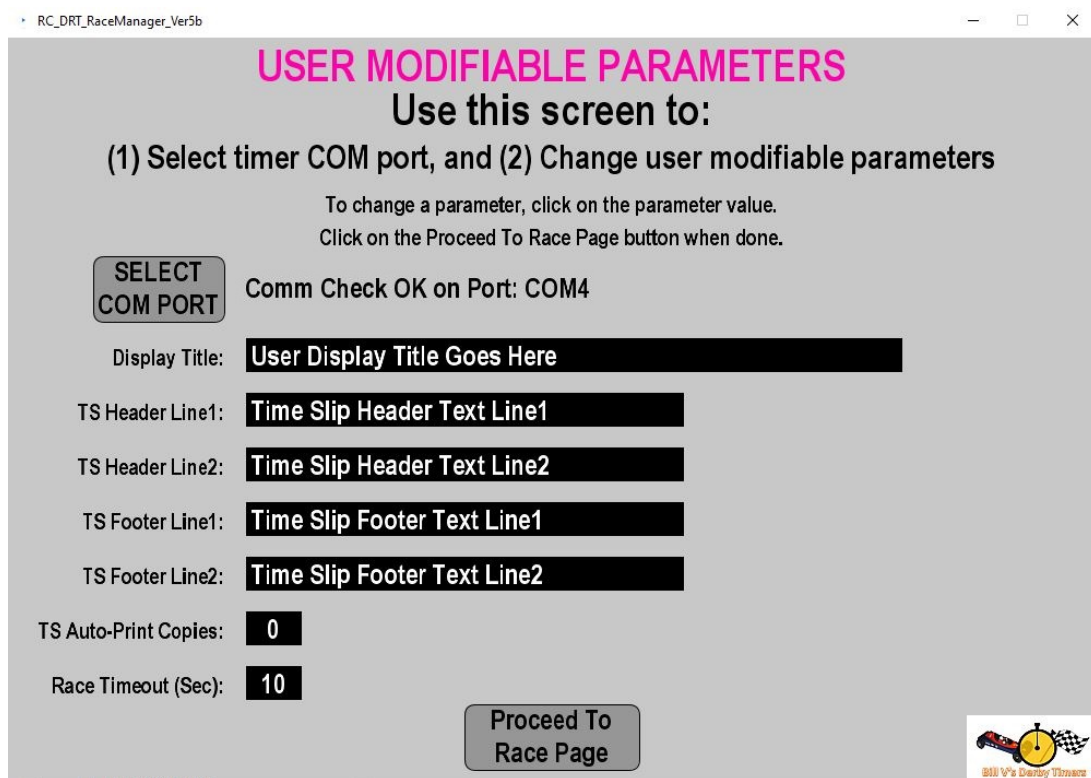 RC_DRT_RaceManager_Ver5b
USER MODIFIABLE PARAMETERS
Use this screen to:
(1) Select timer COM port, and (2) Change user modifiable parameters
To change a parameter, click on the parameter value.
Click on the Proceed To Race Page button when done.
SELECT
COM PORT
Comm Check OK on Port: COM4
Display Title: User Display Title Goes Here
TS Header Line1: Time Slip Header Text Line1
TS Header Line2: Time Slip Header Text Line2
TS Footer Line1: Time Slip Footer Text Line1
TS Footer Line2: Time Slip Footer Text Line2
TS Auto-Print Copies: 0
Race Timeout (Sec): 10
Proceed To
Race Page
Bill V's Derby Timers